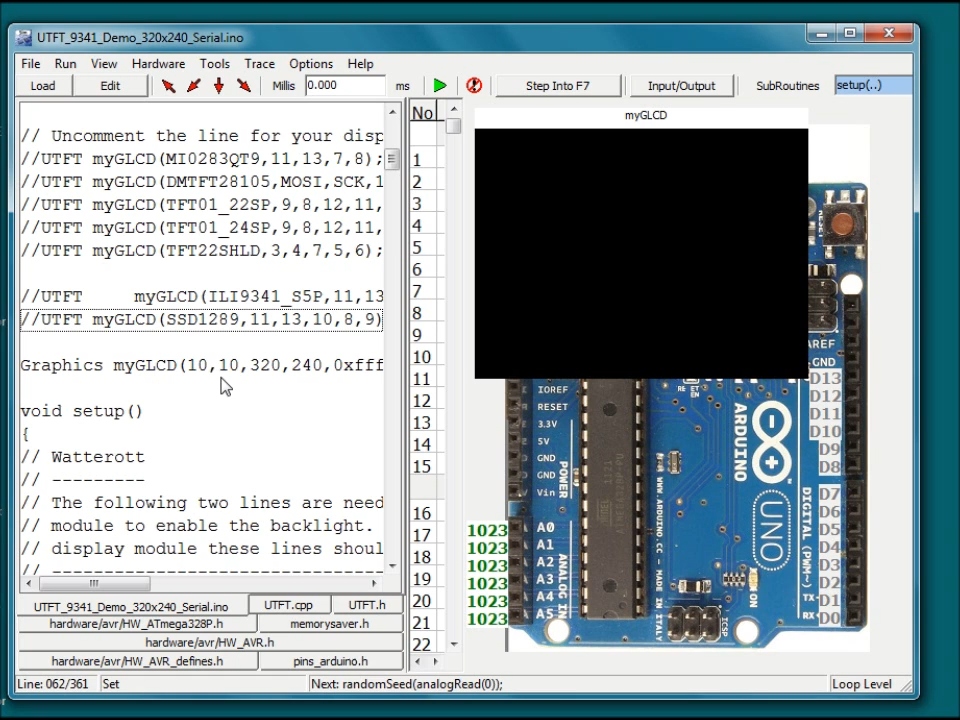 UTFT_9341_Demo_320x240_Serial.ino
File Run View Hardware Tools Trace Options Help
Load Edit Millis 0.000 ms Step Into F7 Input/Output SubRoutines setup(..)
// Uncomment the line for your disp
//UTFT myGLCD(MI0283QT9,11,13,7,8);
//UTFT myGLCD(DMTFT28105,MOSI,SCK,1
//UTFT myGLCD(TFT01_22SP,9,8,12,11,
//UTFT myGLCD(TFT01_24SP,9,8,12,11,
//UTFT myGLCD(TFT22SHLD,3,4,7,5,6);
//UTFT     myGLCD(ILI9341_S5P,11,13
//UTFT myGLCD(SSD1289,11,13,10,8,9)
Graphics myGLCD(10,10,320,240,0xfff
void setup()
{
// Watterott
// ---------
// The following two lines are need
// module to enable the backlight.
// display module these lines shoul
// --------------------------------
No
1
2
3
4
5
6
7
8
9
10
11
12
13
14
15
16
17
18
19
20
21
22
myGLCD
RESET
AREF
GND
D13
D12
D11
D10
D9
D8
D7
D6
D5
D4
D3
D2
TX D1
RX D0
IOREF
RESET
3.3V
5V
GND
GND
Vin
POWER
1023 A0
1023 A1
1023 A2
1023 A3
1023 A4
1023 A5
ANALOG IN
WWW.ARDUINO.CC - MADE IN ITALY
ARDUINO
UNO
DIGITAL (PWM~)
ON
ICSP
UTFT_9341_Demo_320x240_Serial.ino UTFT.cpp UTFT.h
hardware/avr/HW_ATmega328P.h memorysaver.h
hardware/avr/HW_AVR.h
hardware/avr/HW_AVR_defines.h pins_arduino.h
Line: 062/361 Set Next: randomSeed(analogRead(0)); Loop Level